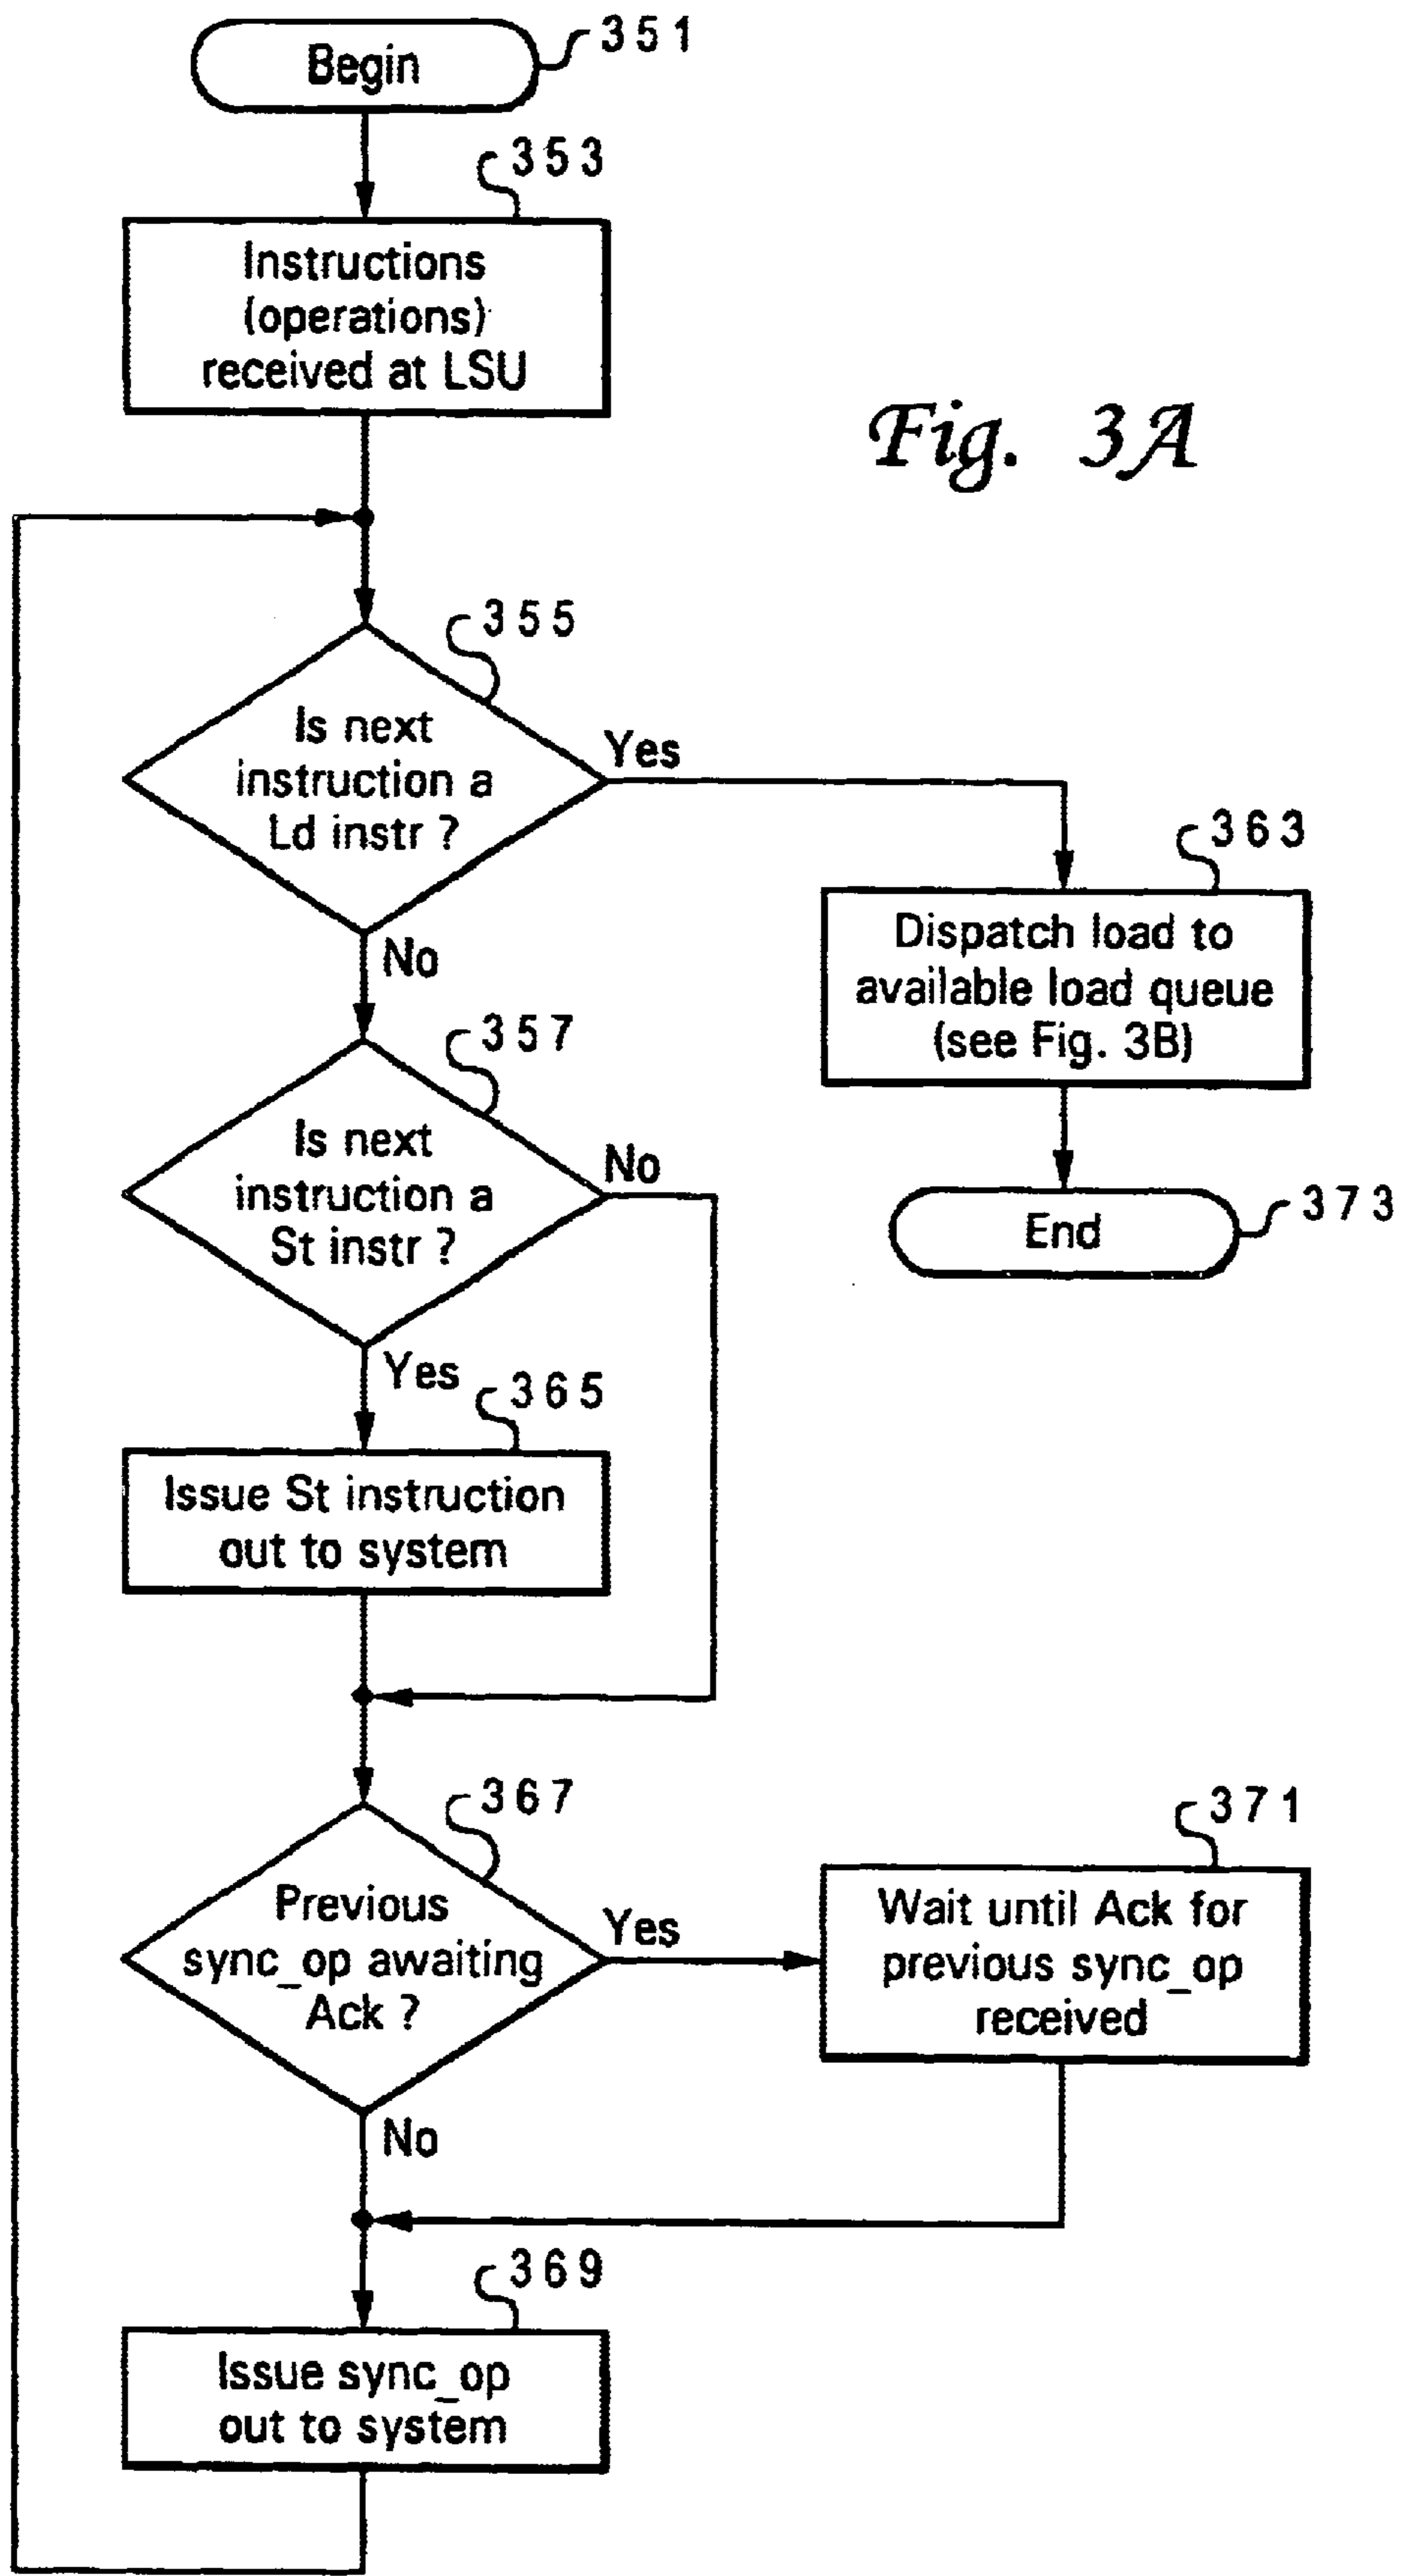 Begin
351
353
Instructions
(operations)
received at LSU
Fig. 3A
355
Is next
instruction a
Ld instr ?
Yes
No
363
Dispatch load to
available load queue
(see Fig. 3B)
357
Is next
instruction a
St instr ?
No
Yes
373
End
365
Issue St instruction
out to system
367
Previous
sync_op awaiting
Ack ?
Yes
No
371
Wait until Ack for
previous sync_op
received
369
Issue sync_op
out to system